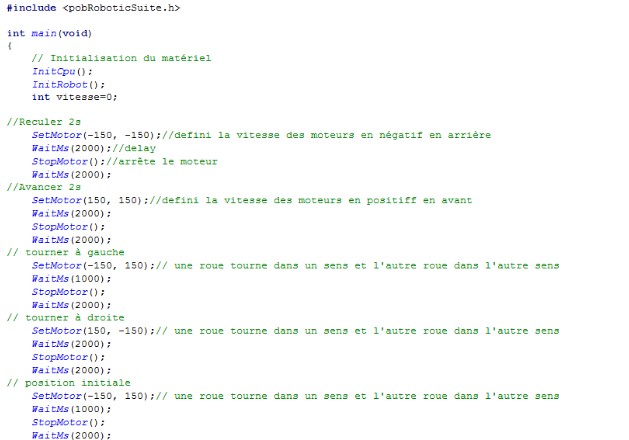 #include <pobRoboticSuite.h>
int main(void)
{
// Initialisation du matériel
InitCpu();
InitRobot();
int vitesse=0;
//Reculer 2s
SetMotor(-150, -150);//defini la vitesse des moteurs en négatif en arrière
WaitMs(2000);//delay
StopMotor();//arrête le moteur
WaitMs(2000);
//Avancer 2s
SetMotor(150, 150);//defini la vitesse des moteurs en positiff en avant
WaitMs(2000);
StopMotor();
WaitMs(2000);
// tourner à gauche
SetMotor(-150, 150);// une roue tourne dans un sens et l'autre roue dans l'autre sens
WaitMs(1000);
StopMotor();
WaitMs(2000);
// tourner à droite
SetMotor(150, -150);// une roue tourne dans un sens et l'autre roue dans l'autre sens
WaitMs(2000);
StopMotor();
WaitMs(2000);
// position initiale
SetMotor(-150, 150);// une roue tourne dans un sens et l'autre roue dans l'autre sens
WaitMs(1000);
StopMotor();
WaitMs(2000);